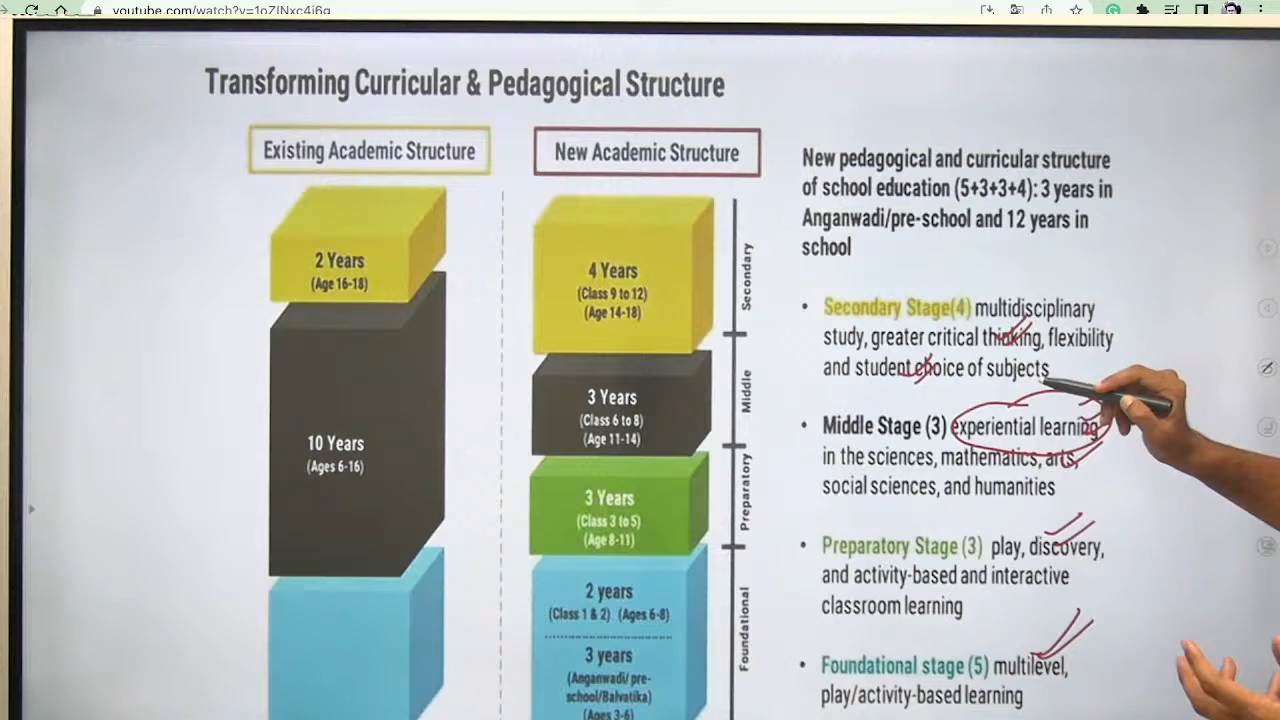 youtube.com/watch?v=1oZINxc4j6g
Transforming Curricular & Pedagogical Structure
Existing Academic Structure
2 Years
(Age 16-18)
10 Years
(Ages 6-16)
New Academic Structure
4 Years
(Class 9 to 12)
(Age 14-18)
3 Years
(Class 6 to 8)
(Age 11-14)
3 Years
(Class 3 to 5)
(Age 8-11)
2 years
(Class 1 & 2) (Ages 6-8)
3 years
(Anganwadi/ pre-
school/Balvatika)
(Ages 3-6)
Secondary
Middle
Preparatory
Foundational
New pedagogical and curricular structure
of school education (5+3+3+4): 3 years in
Anganwadi/pre-school and 12 years in
school
• Secondary Stage(4) multidisciplinary
study, greater critical thinking, flexibility
and student choice of subjects
• Middle Stage (3) experiential learning
in the sciences, mathematics, arts,
social sciences, and humanities
• Preparatory Stage (3) play, discovery,
and activity-based and interactive
classroom learning
• Foundational stage (5) multilevel,
play/activity-based learning